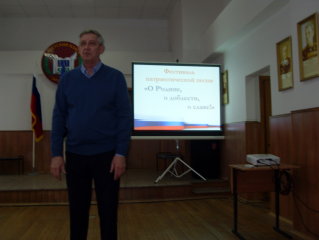 Фестиваль
патриотической песни
«О Родине,
о доблести,
о славе!»